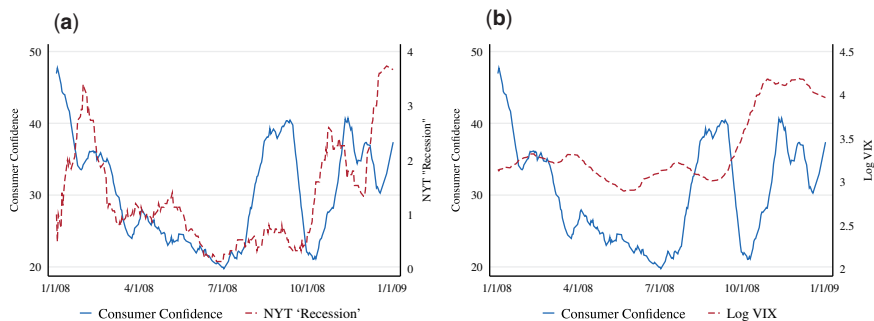 (a)
50
40
30
20
Consumer Confidence
4
3
2
1
0
NYT "Recession"
1/1/08 4/1/08 7/1/08 10/1/08 1/1/09
Consumer Confidence NYT ‘Recession’
(b)
50
40
30
20
Consumer Confidence
4.5
4
3.5
3
2.5
2
Log VIX
1/1/08 4/1/08 7/1/08 10/1/08 1/1/09
Consumer Confidence Log VIX